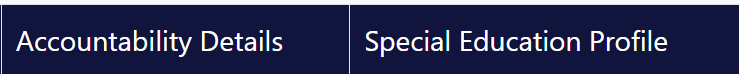 Accountability Details
Special Education Profile